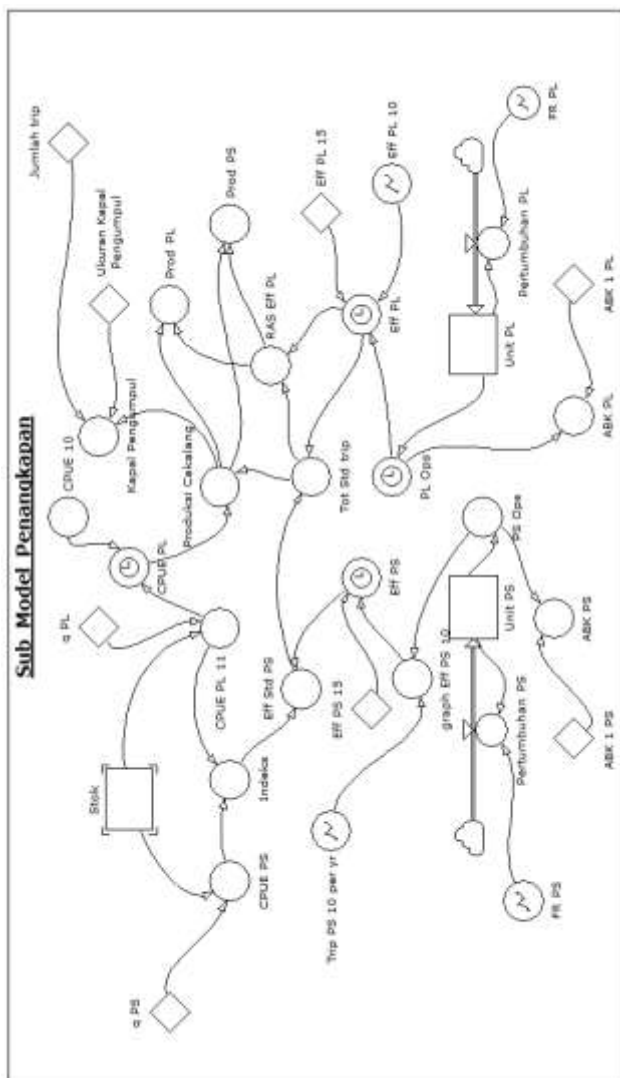 Sub Model Penangkapan
Jumlah trip
Ukuran Kapal
Pengumpul
CPUE 10
Kapal Pengumpul
q PL
CPUE PL
Stok
CPUE PL 11
Produksi Cakalang
Prod PL
Prod PS
q PS
CPUE PS
Indeks
Eff Std PS
Tot Std trip
RAS Eff PL
Eff PL 15
Eff PL 10
Trip PS 10 per yr
Eff PS 15
Eff PS
Eff PL
graph Eff PS 10
PL Ops
FR PS
Pertumbuhan PS
Unit PS
PS Ops
Unit PL
Pertumbuhan PL
FR PL
ABK 1 PS
ABK PS
ABK PL
ABK 1 PL